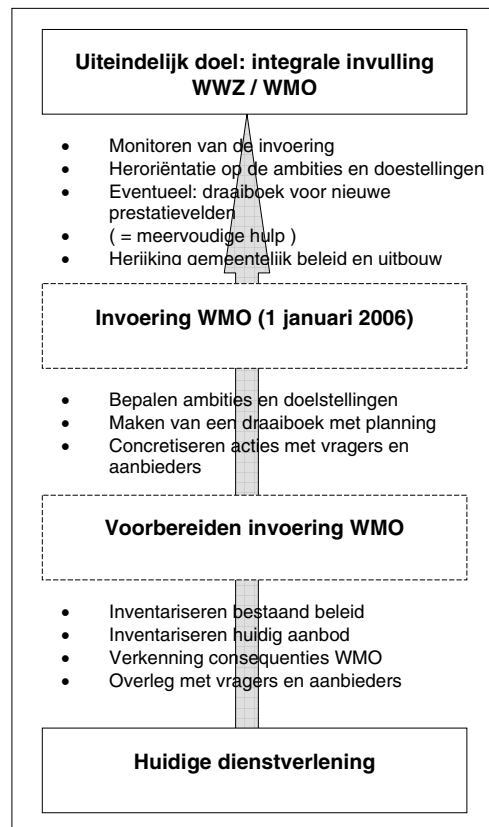 Uiteindelijk doel: integrale invulling
WWZ / WMO
• Monitoren van de invoering
• Heroriëntatie op de ambities en doestellingen
• Eventueel: draaiboek voor nieuwe
prestatievelden
• ( = meervoudige hulp )
• Herijking gemeentelijk beleid en uitbouw
Invoering WMO (1 januari 2006)
• Bepalen ambities en doelstellingen
• Maken van een draaiboek met planning
• Concretiseren acties met vragers en
aanbieders
Voorbereiden invoering WMO
• Inventariseren bestaand beleid
• Inventariseren huidig aanbod
• Verkenning consequenties WMO
• Overleg met vragers en aanbieders
Huidige dienstverlening